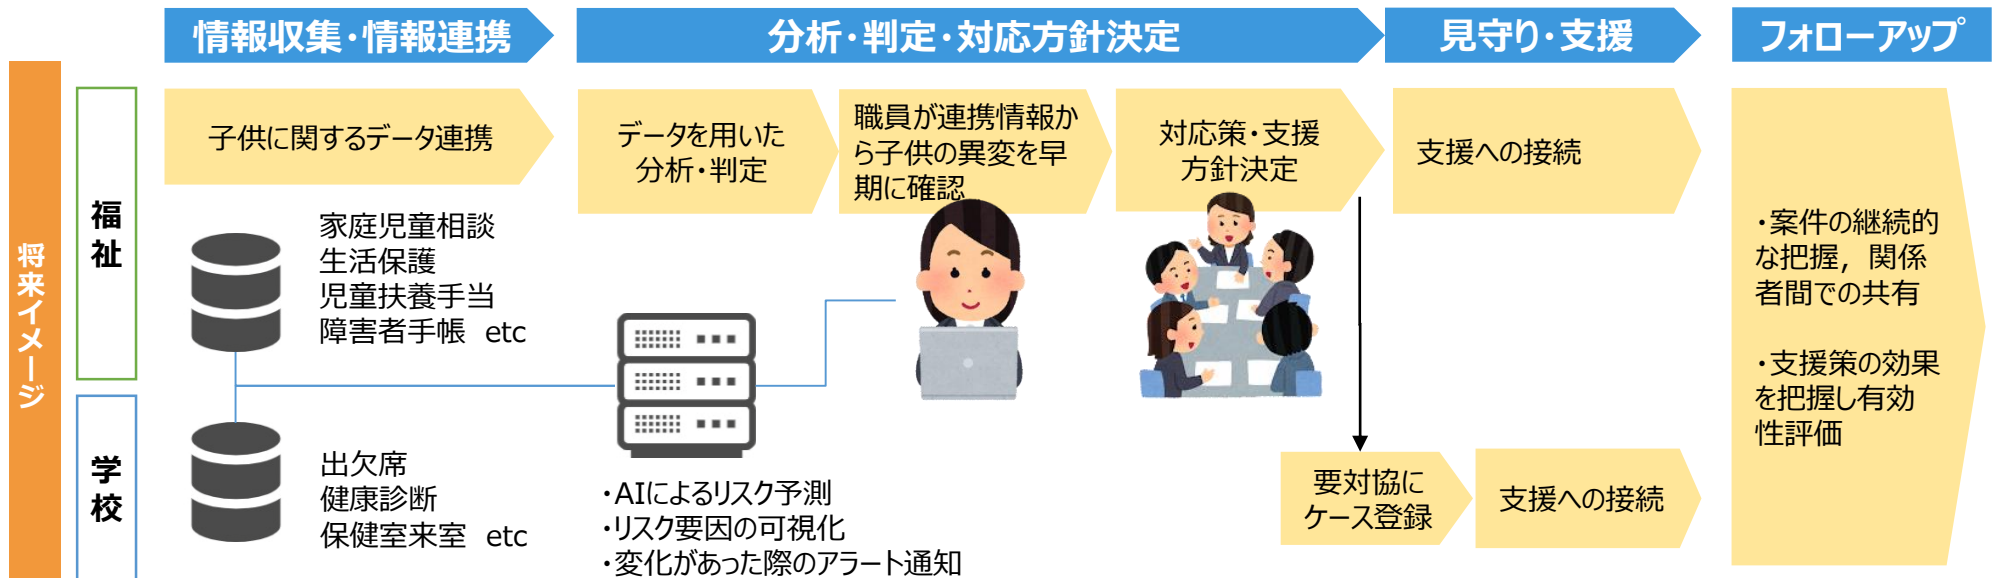 情報収集・情報連携
分析・判定・対応方針決定
見守り・支援
フォローアップ
将来イメージ
福祉
学校
子供に関するデータ連携
データを用いた
分析・判定
職員が連携情報か
ら子供の異変を早
期に確認
対応策・支援
方針決定
支援への接続
家庭児童相談
生活保護
児童扶養手当
障害者手帳 etc
出欠席
健康診断
保健室来室 etc
・AIによるリスク予測
・リスク要因の可視化
・変化があった際のアラート通知
要対協に
ケース登録
支援への接続
・案件の継続的
な把握，関係
者間での共有
・支援策の効果
を把握し有効
性評価